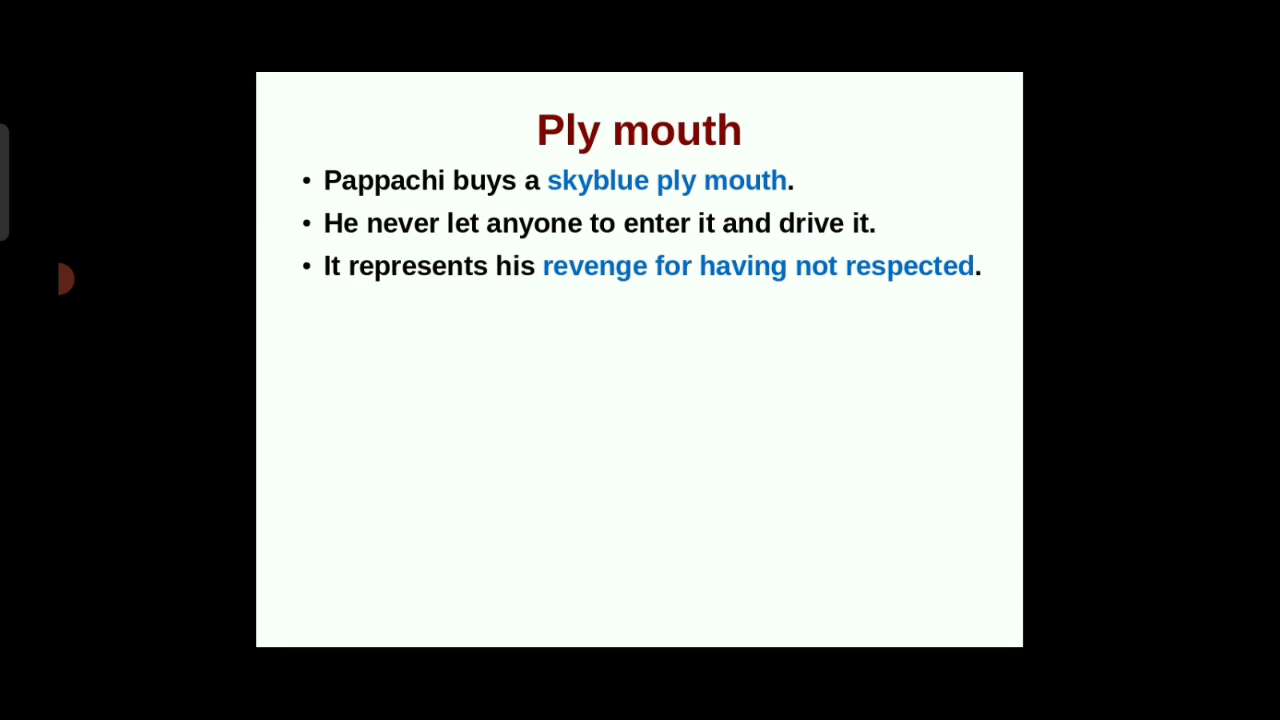 Ply mouth
• Pappachi buys a skyblue ply mouth.
• He never let anyone to enter it and drive it.
• It represents his revenge for having not respected.